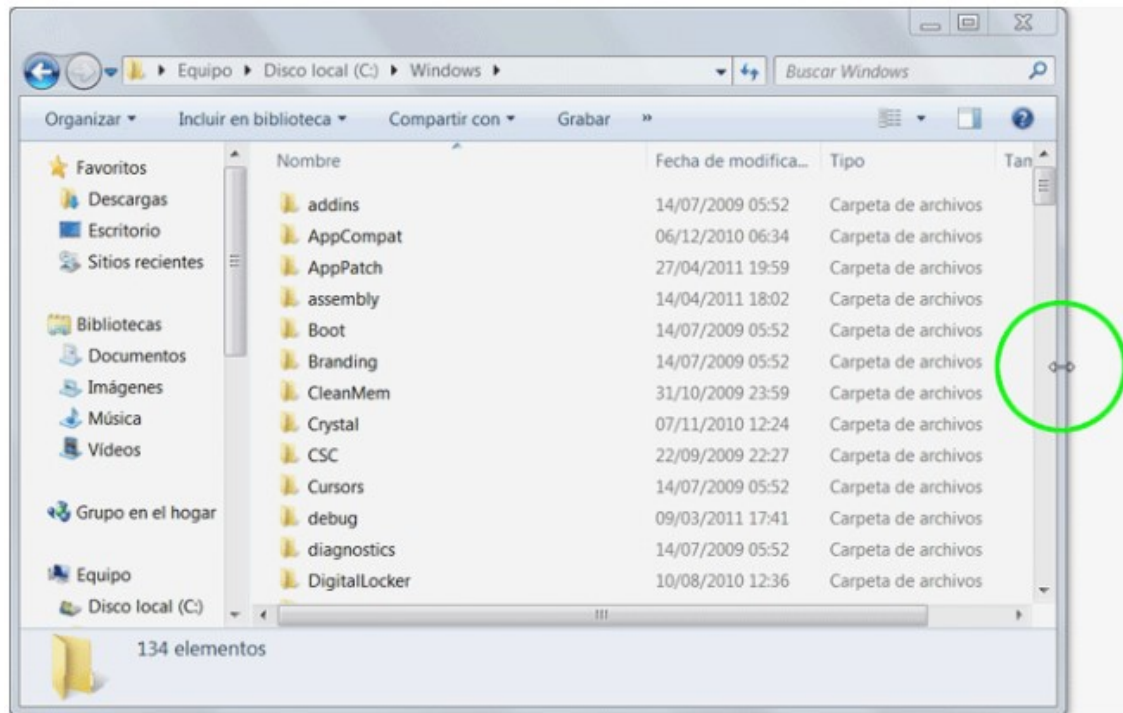 Equipo Disco local (C:) Windows Buscar Windows
Organizar Incluir en biblioteca Compartir con Grabar »
Favoritos
Descargas
Escritorio
Sitios recientes
Bibliotecas
Documentos
Imágenes
Música
Vídeos
Grupo en el hogar
Equipo
Disco local (C:)
Nombre Fecha de modifica... Tipo Tan
addins 14/07/2009 05:52 Carpeta de archivos
AppCompat 06/12/2010 06:34 Carpeta de archivos
AppPatch 27/04/2011 19:59 Carpeta de archivos
assembly 14/04/2011 18:02 Carpeta de archivos
Boot 14/07/2009 05:52 Carpeta de archivos
Branding 14/07/2009 05:52 Carpeta de archivos
CleanMem 31/10/2009 23:59 Carpeta de archivos
Crystal 07/11/2010 12:24 Carpeta de archivos
CSC 22/09/2009 22:27 Carpeta de archivos
Cursors 14/07/2009 05:52 Carpeta de archivos
debug 09/03/2011 17:41 Carpeta de archivos
diagnostics 14/07/2009 05:52 Carpeta de archivos
DigitalLocker 10/08/2010 12:36 Carpeta de archivos
134 elementos